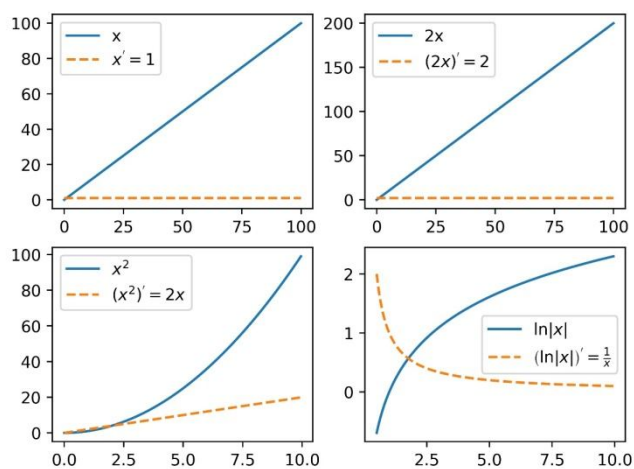 100
80
60
40
20
0
x
x′ = 1
0 25 50 75 100
200
150
100
50
0
2x
(2x)′ = 2
0 25 50 75 100
100
80
60
40
20
0
x²
(x²)′ = 2x
0.0 2.5 5.0 7.5 10.0
2
1
0
ln|x|
(ln|x|)′ = 1/x
2.5 5.0 7.5 10.0